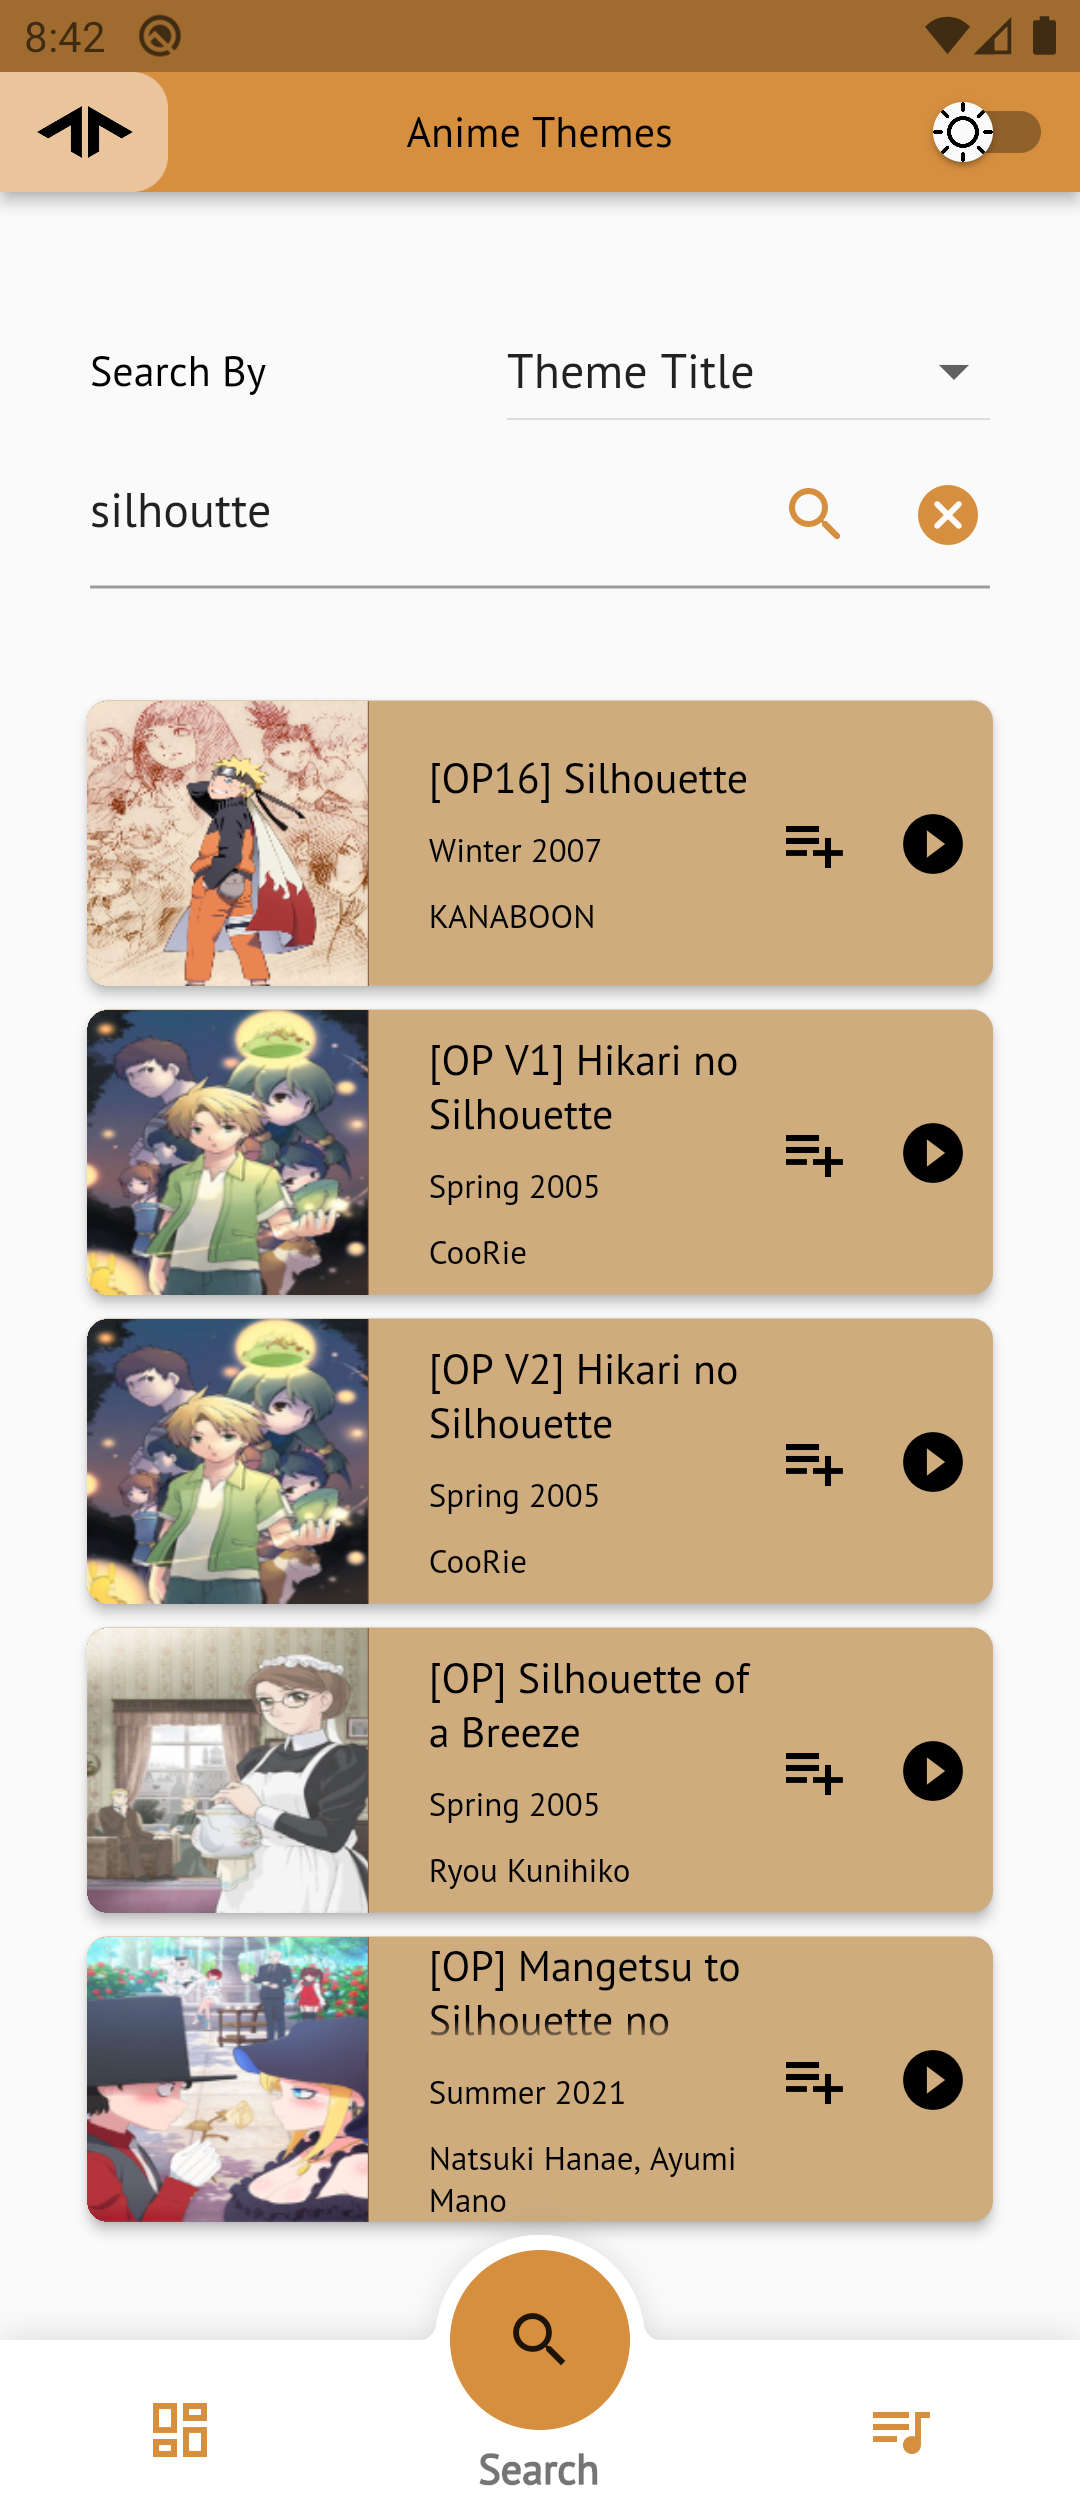 8:42
Anime Themes
Search By
Theme Title
silhoutte
[OP16] Silhouette
Winter 2007
KANABOON
[OP V1] Hikari no
Silhouette
Spring 2005
CooRie
[OP V2] Hikari no
Silhouette
Spring 2005
CooRie
[OP] Silhouette of
a Breeze
Spring 2005
Ryou Kunihiko
[OP] Mangetsu to
Silhouette no
Summer 2021
Natsuki Hanae, Ayumi
Mano
Search